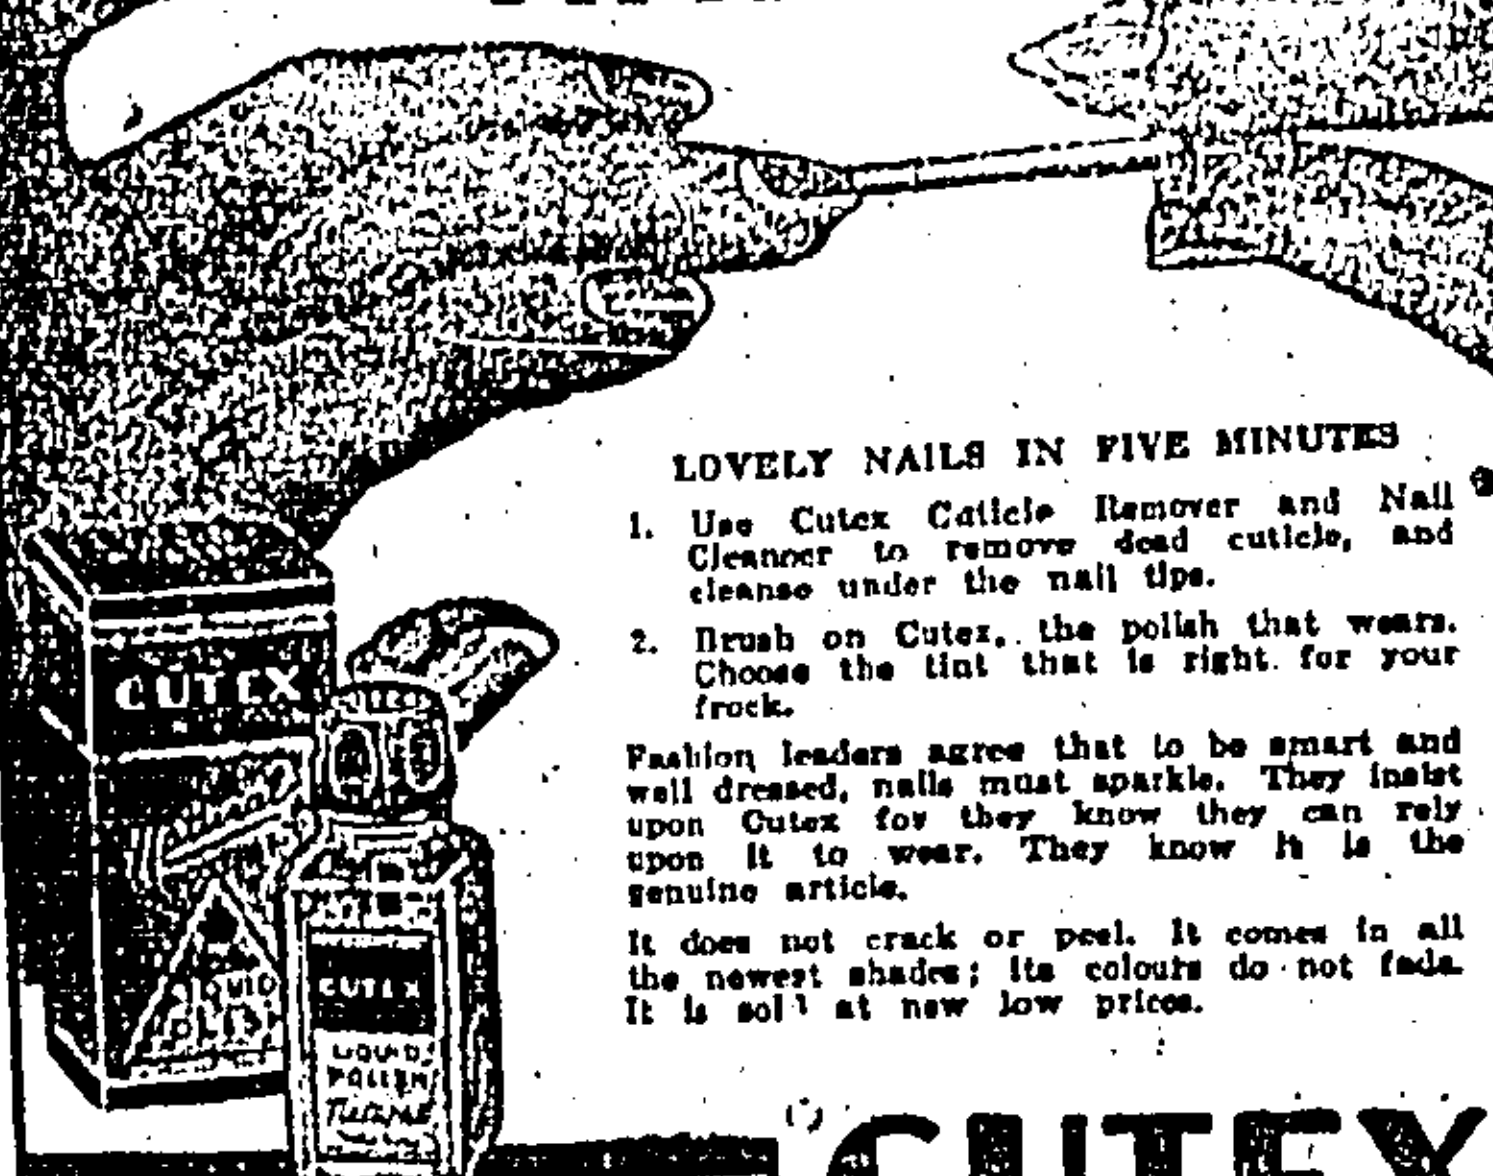 LOVELY NAILS IN FIVE MINUTES
1. Use Cutex Cuticle Remover and Nail
Cleanser to remove dead cuticle, and
cleanse under the nail tips.
2. Brush on Cutex, the polish that wears.
Choose the tint that is right for your
frock.
Fashion leaders agree that to be smart and
well dressed, nails must sparkle. They insist
upon Cutex for they know they can rely
upon it to wear. They know it is the
genuine article.
It does not crack or peel. It comes in all
the newest shades; its colours do not fade.
It is sold at new low prices.
CUTEX
CUTEX
LIQUID
POLISH
CUTEX